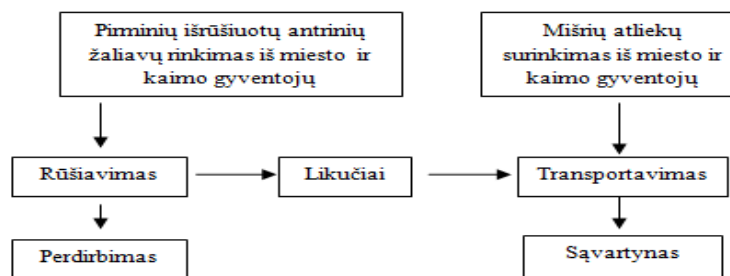 Pirminių išrūšiuotų antrinių
žaliavų rinkimas iš miesto ir
kaimo gyventojų
Mišrių atliekų
surinkimas iš miesto ir
kaimo gyventojų
Rūšiavimas
Likučiai
Transportavimas
Perdirbimas
Sąvartynas